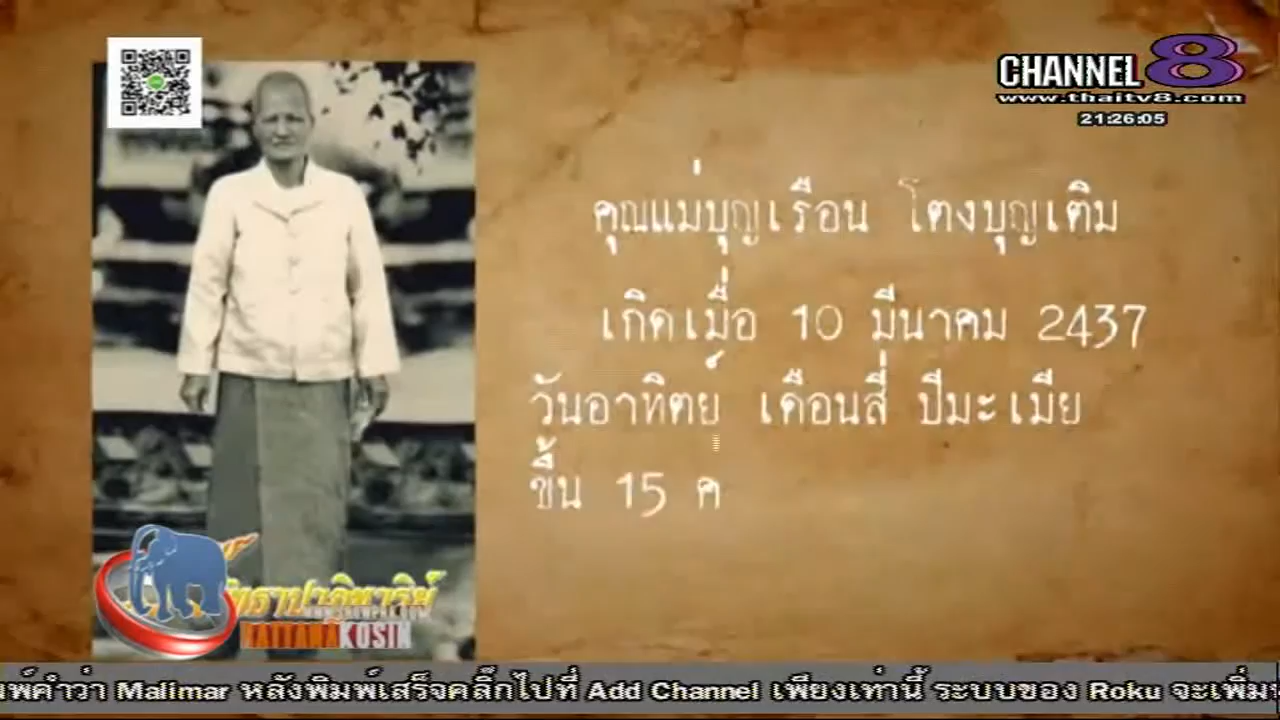 CHANNEL 8
www.thaitv8.com
21:26:05
คุณแม่บุญเรือน โตงบุญเติม
เกิดเมื่อ 10 มีนาคม 2437
วันอาทิตย์ เดือนสี่ ปีมะเมีย
ขึ้น 15 ค
KOSIN
พิมพ์คำว่า Malimar หลังพิมพ์เสร็จคลิ๊กไปที่ Add Channel เพียงเท่านี้ ระบบของ Roku จะเพิ่ม